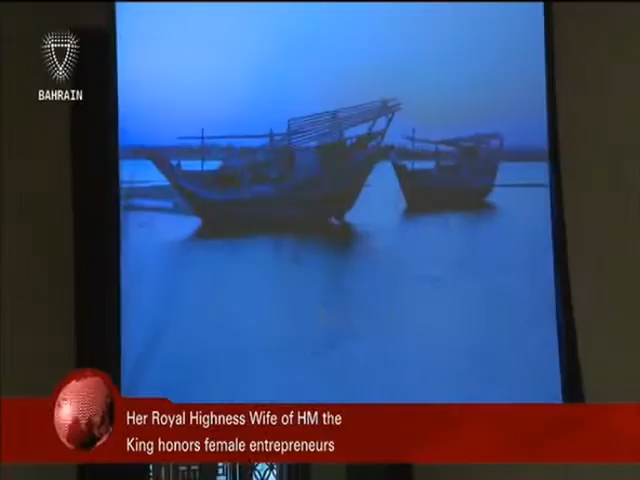 BAHRAIN
Her Royal Highness Wife of HM the
King honors female entrepreneurs